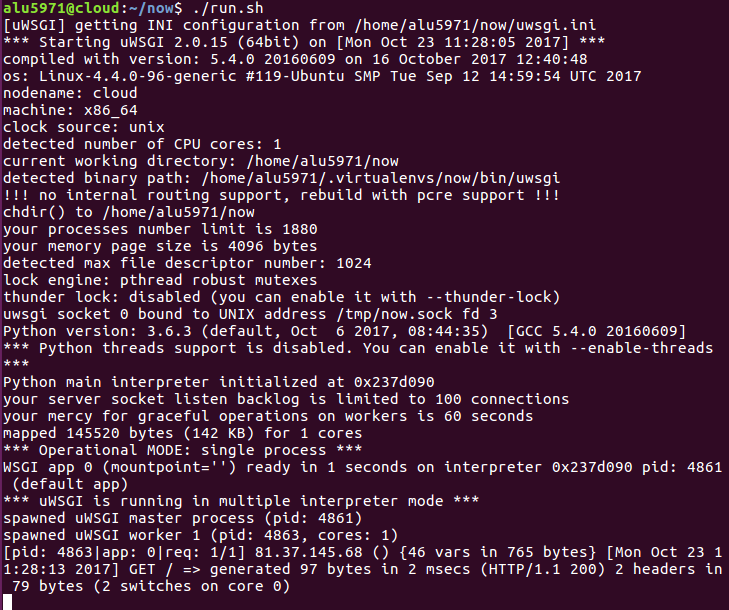 alu5971@cloud:~/now$ ./run.sh
[uWSGI] getting INI configuration from /home/alu5971/now/uwsgi.ini
*** Starting uWSGI 2.0.15 (64bit) on [Mon Oct 23 11:28:05 2017] ***
compiled with version: 5.4.0 20160609 on 16 October 2017 12:40:48
os: Linux-4.4.0-96-generic #119-Ubuntu SMP Tue Sep 12 14:59:54 UTC 2017
nodename: cloud
machine: x86_64
clock source: unix
detected number of CPU cores: 1
current working directory: /home/alu5971/now
detected binary path: /home/alu5971/.virtualenvs/now/bin/uwsgi
!!! no internal routing support, rebuild with pcre support !!!
chdir() to /home/alu5971/now
your processes number limit is 1880
your memory page size is 4096 bytes
detected max file descriptor number: 1024
lock engine: pthread robust mutexes
thunder lock: disabled (you can enable it with --thunder-lock)
uwsgi socket 0 bound to UNIX address /tmp/now.sock fd 3
Python version: 3.6.3 (default, Oct  6 2017, 08:44:35)  [GCC 5.4.0 20160609]
*** Python threads support is disabled. You can enable it with --enable-threads
***
Python main interpreter initialized at 0x237d090
your server socket listen backlog is limited to 100 connections
your mercy for graceful operations on workers is 60 seconds
mapped 145520 bytes (142 KB) for 1 cores
*** Operational MODE: single process ***
WSGI app 0 (mountpoint='') ready in 1 seconds on interpreter 0x237d090 pid: 4861
 (default app)
*** uWSGI is running in multiple interpreter mode ***
spawned uWSGI master process (pid: 4861)
spawned uWSGI worker 1 (pid: 4863, cores: 1)
[pid: 4863|app: 0|req: 1/1] 81.37.145.68 () {46 vars in 765 bytes} [Mon Oct 23 1
1:28:13 2017] GET / => generated 97 bytes in 2 msecs (HTTP/1.1 200) 2 headers in
 79 bytes (2 switches on core 0)